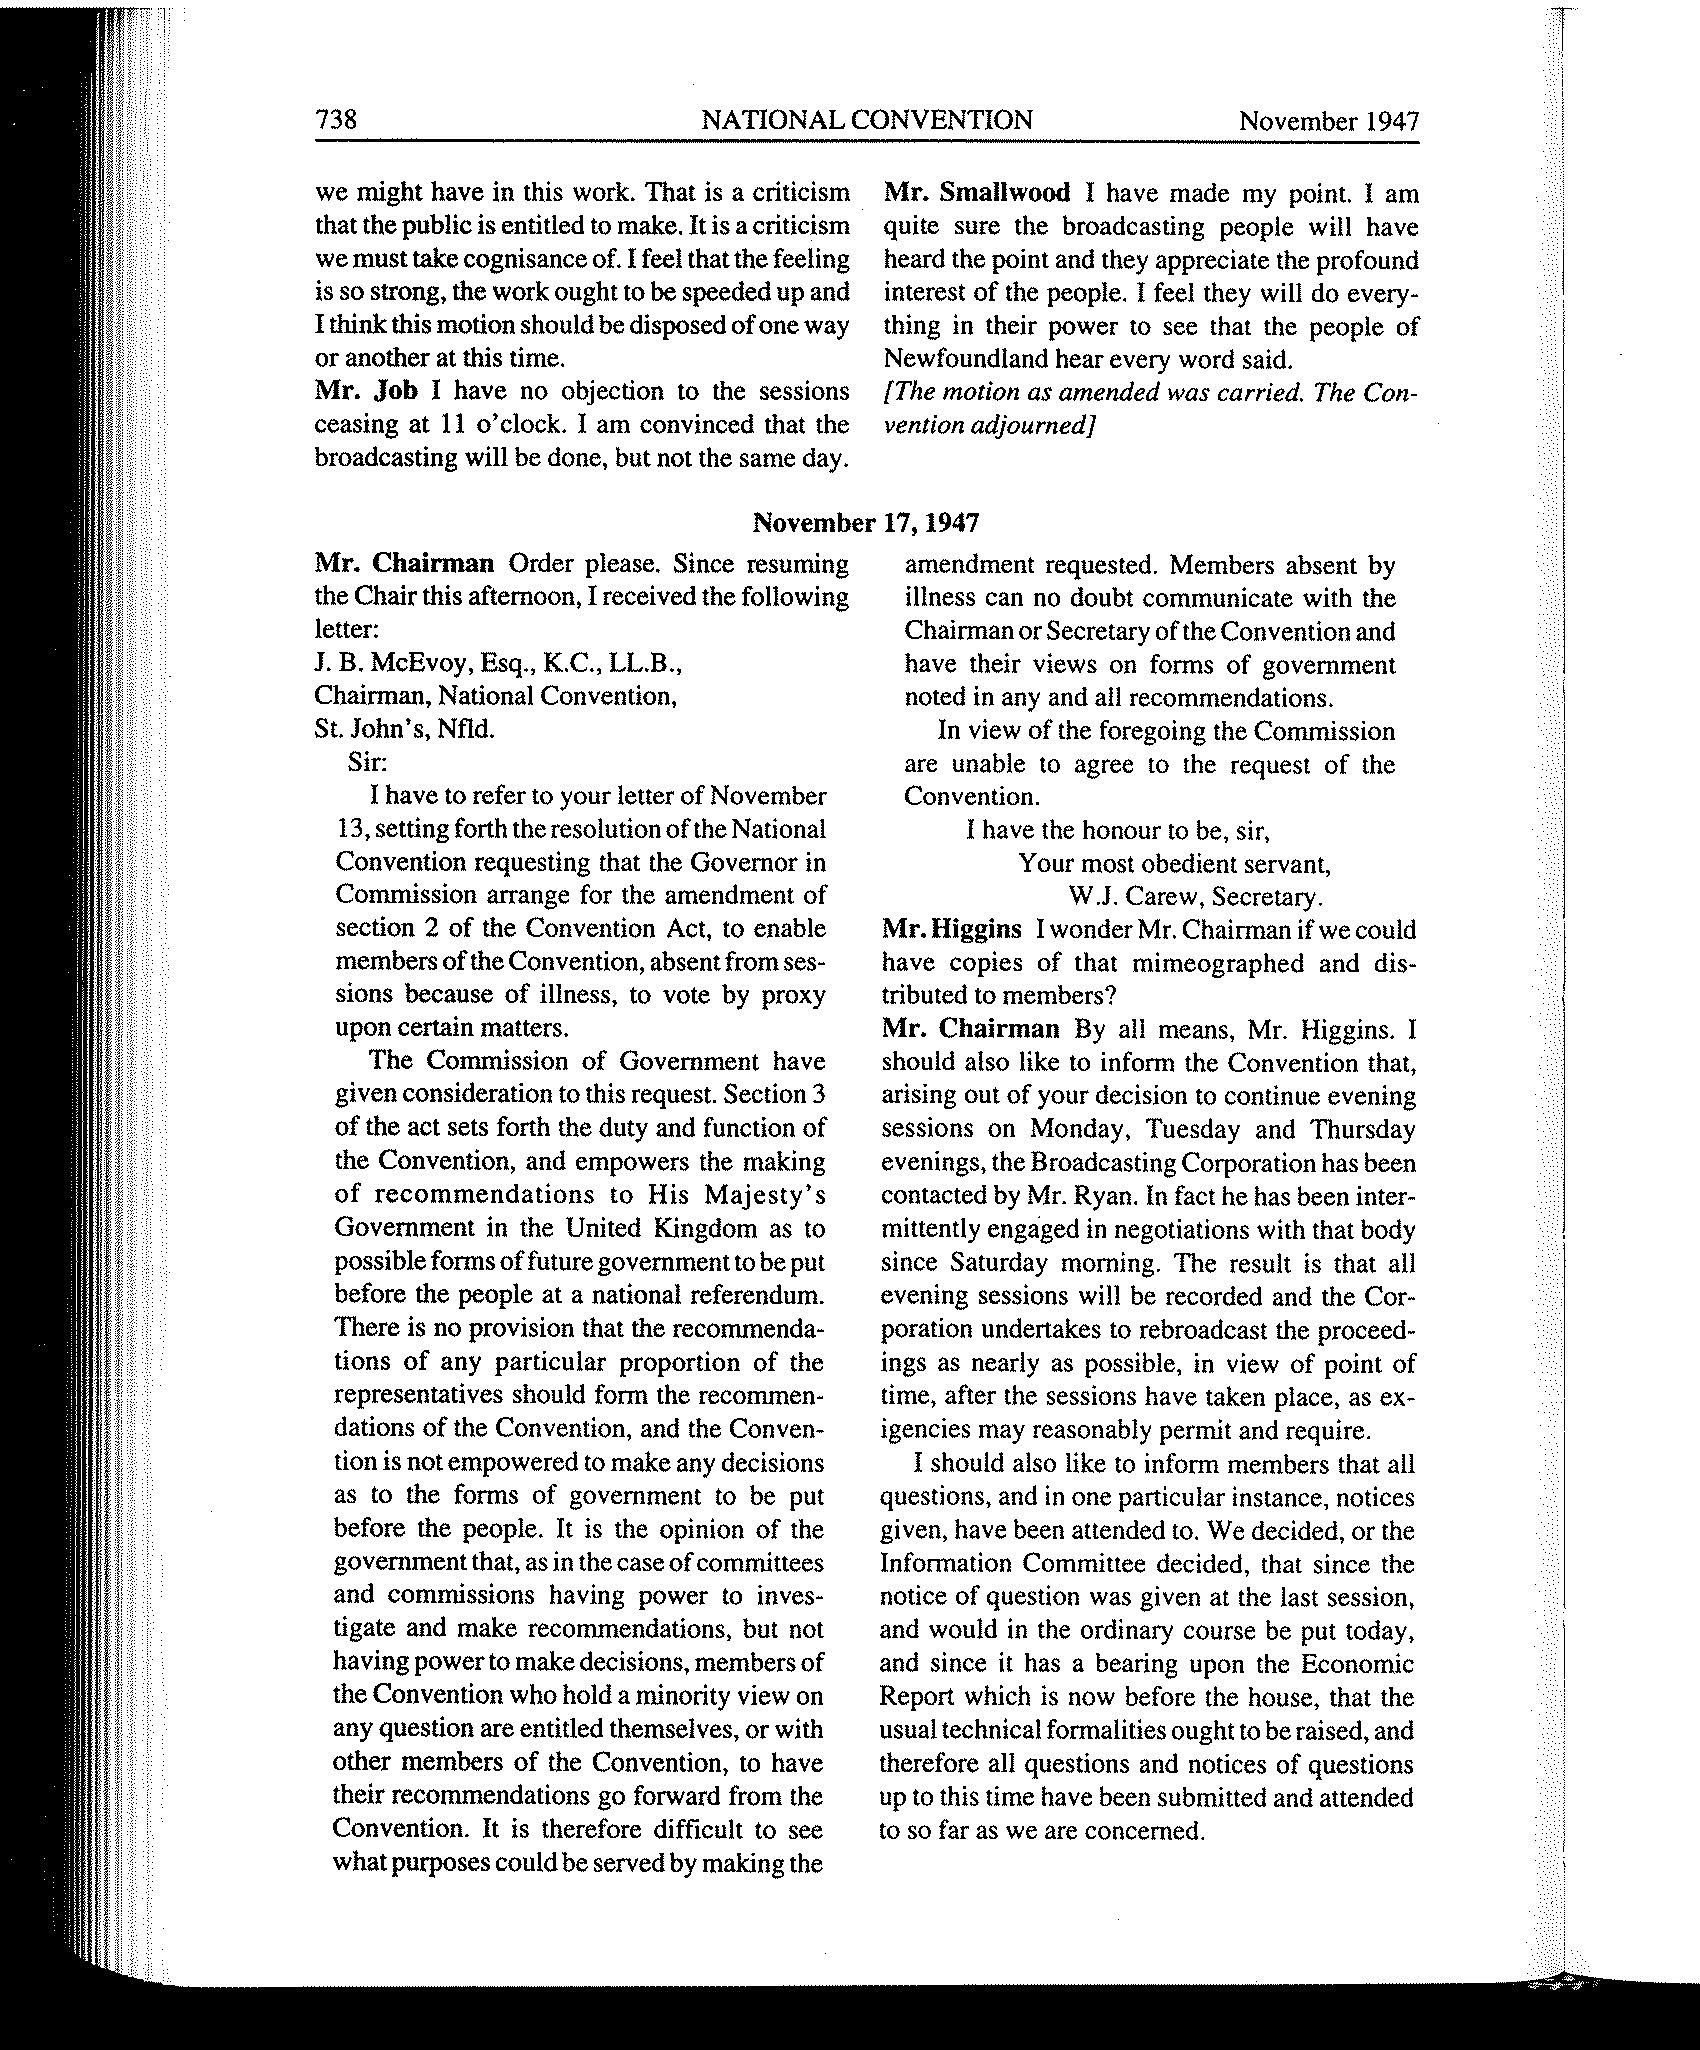 738 NATIONAL CONVENTION November 1947
we might have in this work. That is a criticism
that the public is entitled to make. It is a criticism
we must take cognisance of. I feel that the feeling
is so strong, the work ought to be speeded up and
I think this motion should be disposed of one way
or another at this time.
Mr. Job I have no objection to the sessions
ceasing at 11 o'clock. I am convinced that the
broadcasting will be done, but not the same day.
Mr. Smallwood I have made my point. I am
quite sure the broadcasting people will have
heard the point and they appreciate the profound
interest of the people. I feel they will do every-
thing in their power to see that the people of
Newfoundland hear every word said.
[The motion as amended was carried. The Con-
vention adjourned]
November 17, 1947
Mr. Chairman Order please. Since resuming
the Chair this afternoon, I received the following
letter:
J. B. McEvoy, Esq., K.C., LL.B.,
Chairman, National Convention,
St. John's, Nfld.
Sir:
I have to refer to your letter of November
13, setting forth the resolution of the National
Convention requesting that the Governor in
Commission arrange for the amendment of
section 2 of the Convention Act, to enable
members of the Convention, absent from ses-
sions because of illness, to vote by proxy
upon certain matters.
The Commission of Government have
given consideration to this request. Section 3
of the act sets forth the duty and function of
the Convention, and empowers the making
of recommendations to His Majesty's
Government in the United Kingdom as to
possible forms of future government to be put
before the people at a national referendum.
There is no provision that the recommenda-
tions of any particular proportion of the
representatives should form the recommen-
dations of the Convention, and the Conven-
tion is not empowered to make any decisions
as to the forms of government to be put
before the people. It is the opinion of the
government that, as in the case of committees
and commissions having power to inves-
tigate and make recommendations, but not
having power to make decisions, members of
the Convention who hold a minority view on
any question are entitled themselves, or with
other members of the Convention, to have
their recommendations go forward from the
Convention. It is therefore difficult to see
what purposes could be served by making the
amendment requested. Members absent by
illness can no doubt communicate with the
Chairman or Secretary of the Convention and
have their views on forms of government
noted in any and all recommendations.
In view of the foregoing the Commission
are unable to agree to the request of the
Convention.
I have the honour to be, sir,
Your most obedient servant,
W.J. Carew, Secretary.
Mr. Higgins I wonder Mr. Chairman if we could
have copies of that mimeographed and dis-
tributed to members?
Mr. Chairman By all means, Mr. Higgins. I
should also like to inform the Convention that,
arising out of your decision to continue evening
sessions on Monday, Tuesday and Thursday
evenings, the Broadcasting Corporation has been
contacted by Mr. Ryan. In fact he has been inter-
mittently engaged in negotiations with that body
since Saturday morning. The result is that all
evening sessions will be recorded and the Cor-
poration undertakes to rebroadcast the proceed-
ings as nearly as possible, in view of point of
time, after the sessions have taken place, as ex-
igencies may reasonably permit and require.
I should also like to inform members that all
questions, and in one particular instance, notices
given, have been attended to. We decided, or the
Information Committee decided, that since the
notice of question was given at the last session,
and would in the ordinary course be put today,
and since it has a bearing upon the Economic
Report which is now before the house, that the
usual technical formalities ought to be raised, and
therefore all questions and notices of questions
up to this time have been submitted and attended
to so far as we are concerned.